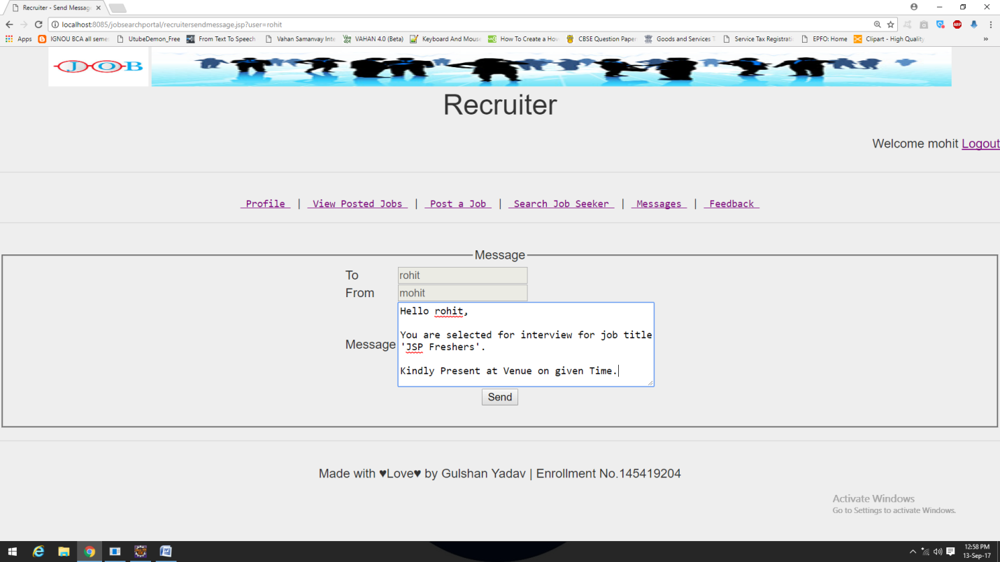 Recruiter - Send Messag
localhost:8085/jobsearchportal/recruitersendmessage.jsp?user=rohit
Apps IGNOU BCA all semes UtubeDemon_Free From Text To Speech Vahan Samanvay Inte VAHAN 4.0 (Beta) Keyboard And Mouse How To Create a How CBSE Question Paper Goods and Services T Service Tax Registrati EPFO: Home Clipart - High Quality »
JOB
Recruiter
Welcome mohit Logout
Profile | View Posted Jobs | Post a Job | Search Job Seeker | Messages | Feedback
Message
To rohit
From mohit
Message
Hello rohit,
You are selected for interview for job title
'JSP Freshers'.
Kindly Present at Venue on given Time.
Send
Made with ♥Love♥ by Gulshan Yadav | Enrollment No.145419204
Activate Windows
Go to Settings to activate Windows.
12:58 PM
13-Sep-17